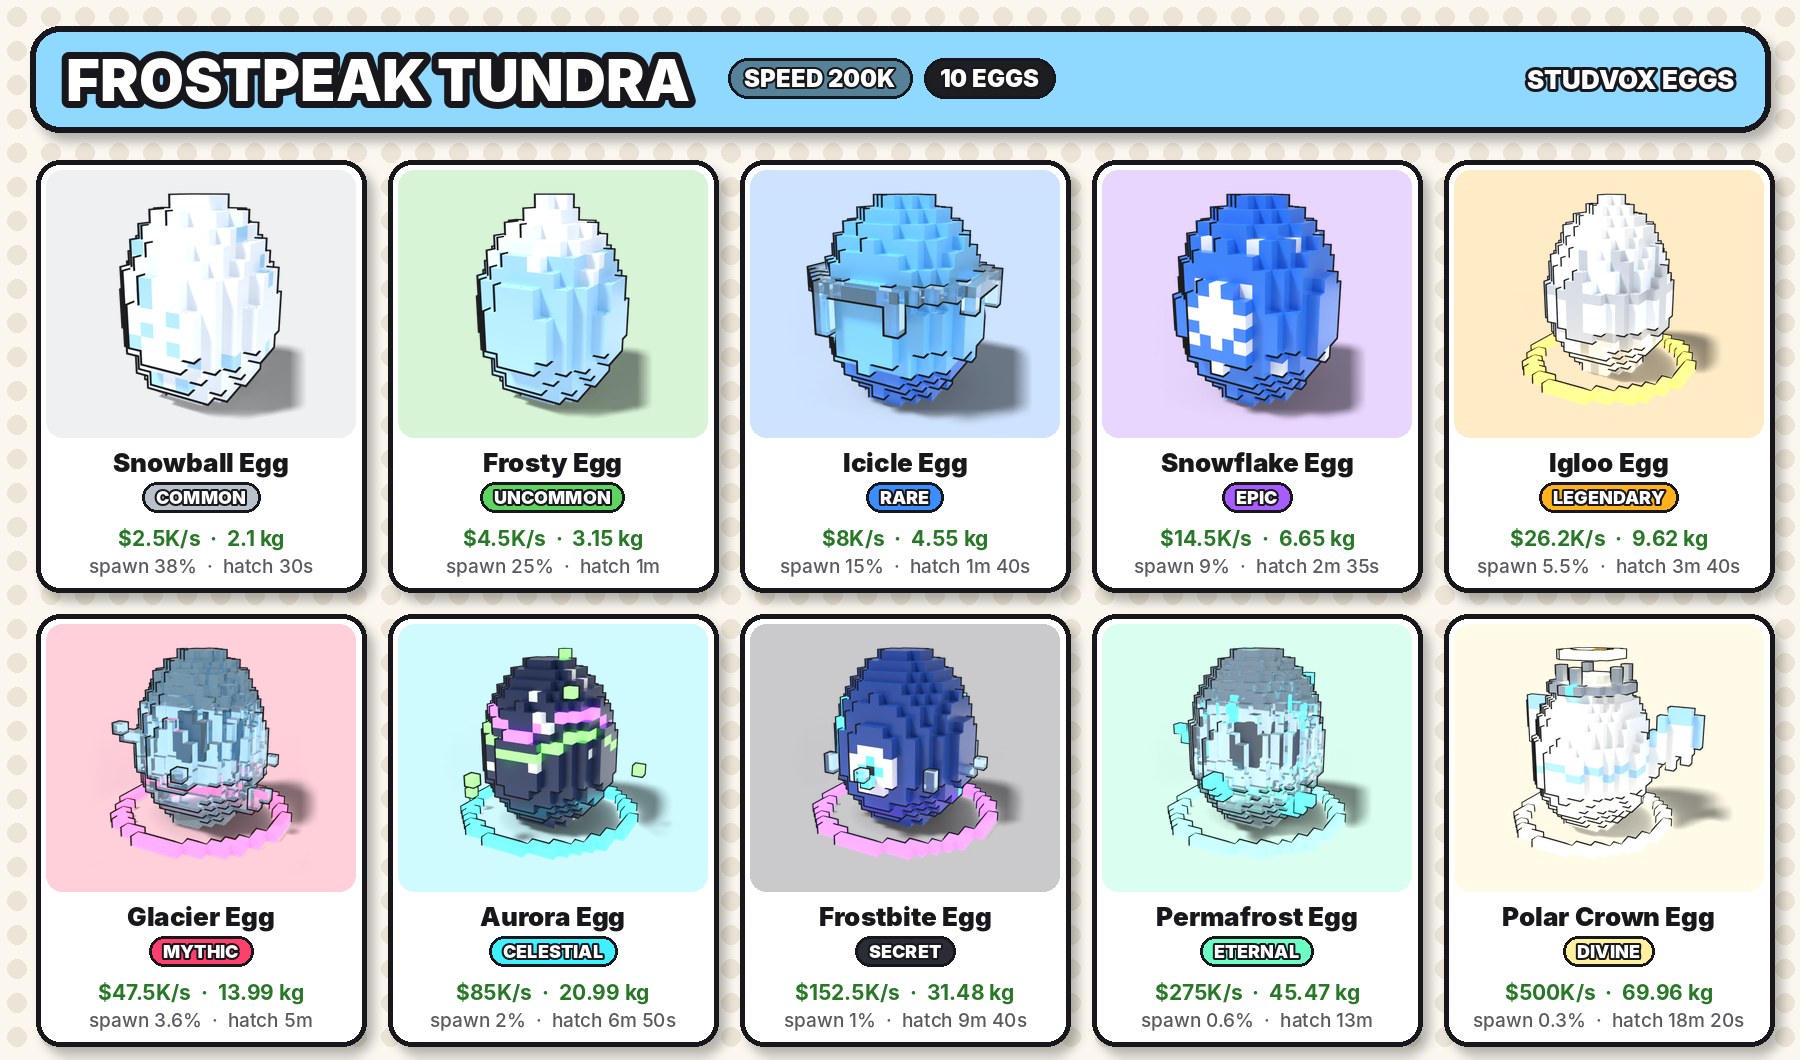 FROSTPEAK TUNDRA SPEED 200K 10 EGGS STUDVOX EGGS
Snowball Egg
COMMON
$2.5K/s · 2.1 kg
spawn 38% · hatch 30s
Frosty Egg
UNCOMMON
$4.5K/s · 3.15 kg
spawn 25% · hatch 1m
Icicle Egg
RARE
$8K/s · 4.55 kg
spawn 15% · hatch 1m 40s
Snowflake Egg
EPIC
$14.5K/s · 6.65 kg
spawn 9% · hatch 2m 35s
Igloo Egg
LEGENDARY
$26.2K/s · 9.62 kg
spawn 5.5% · hatch 3m 40s
Glacier Egg
MYTHIC
$47.5K/s · 13.99 kg
spawn 3.6% · hatch 5m
Aurora Egg
CELESTIAL
$85K/s · 20.99 kg
spawn 2% · hatch 6m 50s
Frostbite Egg
SECRET
$152.5K/s · 31.48 kg
spawn 1% · hatch 9m 40s
Permafrost Egg
ETERNAL
$275K/s · 45.47 kg
spawn 0.6% · hatch 13m
Polar Crown Egg
DIVINE
$500K/s · 69.96 kg
spawn 0.3% · hatch 18m 20s